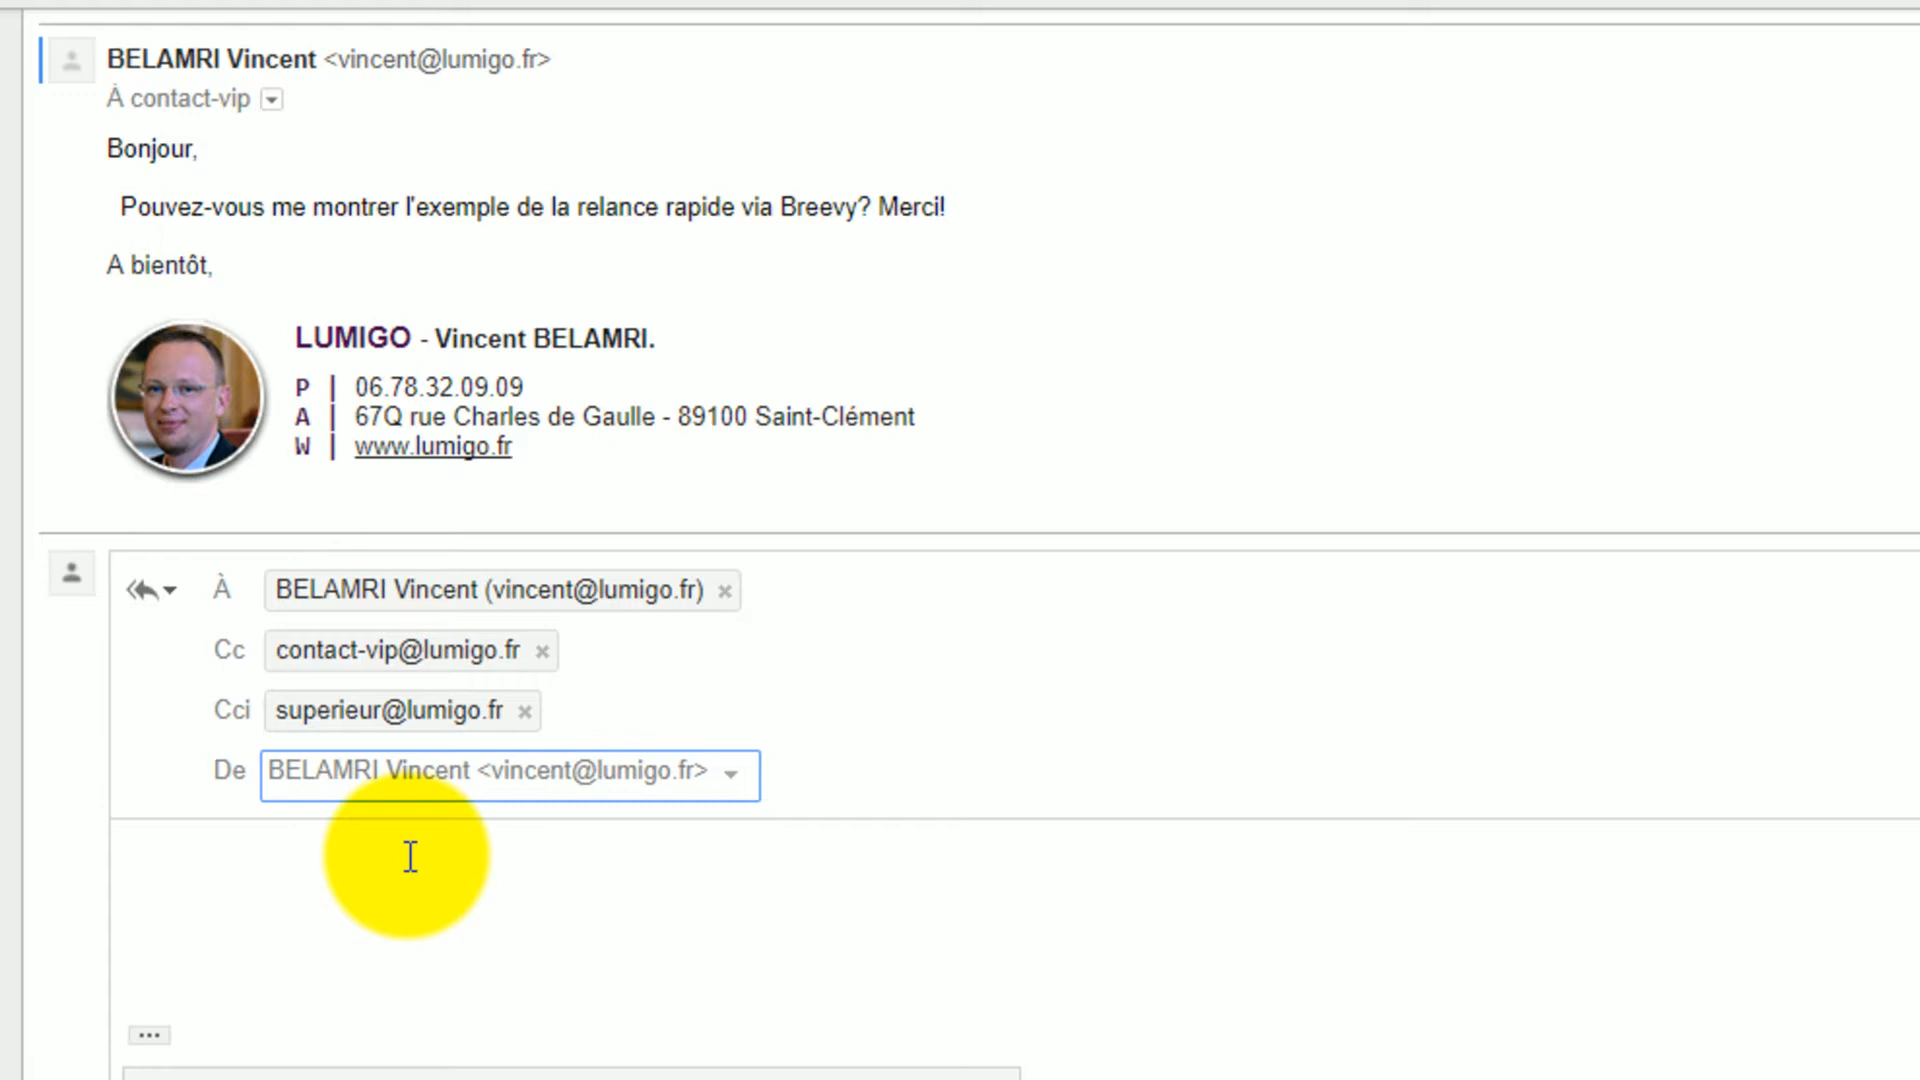 BELAMRI Vincent <vincent@lumigo.fr>
À contact-vip
Bonjour,
Pouvez-vous me montrer l'exemple de la relance rapide via Breevy? Merci!
A bientôt,
LUMIGO - Vincent BELAMRI.
P | 06.78.32.09.09
A | 67Q rue Charles de Gaulle - 89100 Saint-Clément
W | www.lumigo.fr
À BELAMRI Vincent (vincent@lumigo.fr) ×
Cc contact-vip@lumigo.fr ×
Cci superieur@lumigo.fr ×
De BELAMRI Vincent <vincent@lumigo.fr>